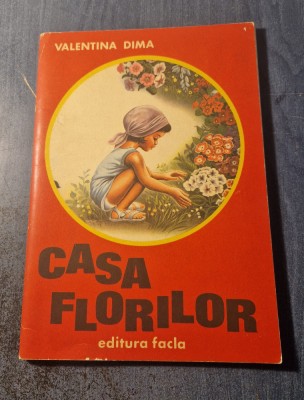 VALENTINA DIMA
CASA
FLORILOR
editura facla